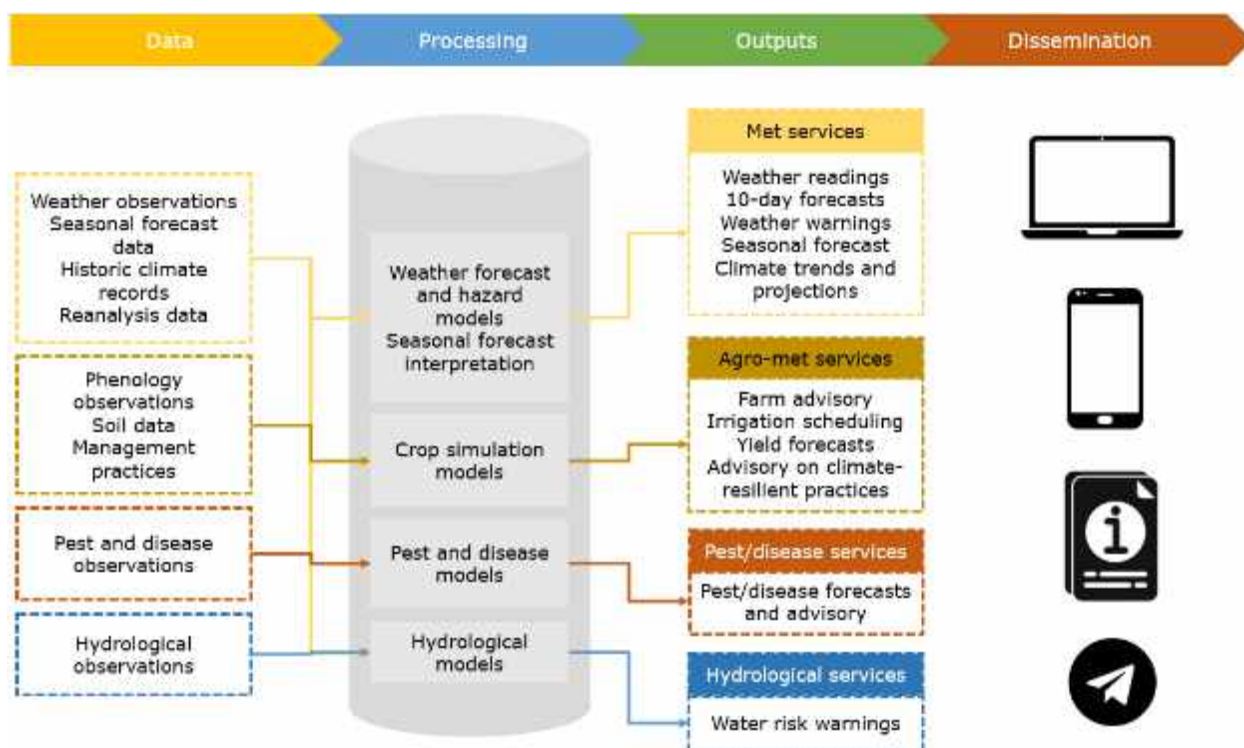 Data
Processing
Outputs
Dissemination
Weather observations
Seasonal forecast
data
Historic climate
records
Reanalysis data
Phenology
observations
Soil data
Management
practices
Pest and disease
observations
Hydrological
observations
Weather forecast
and hazard
models
Seasonal forecast
interpretation
Crop simulation
models
Pest and disease
models
Hydrological
models
Met services
Weather readings
10-day forecasts
Weather warnings
Seasonal forecast
Climate trends and
projections
Agro-met services
Farm advisory
Irrigation scheduling
Yield forecasts
Advisory on climate-
resilient practices
Pest/disease services
Pest/disease forecasts
and advisory
Hydrological services
Water risk warnings